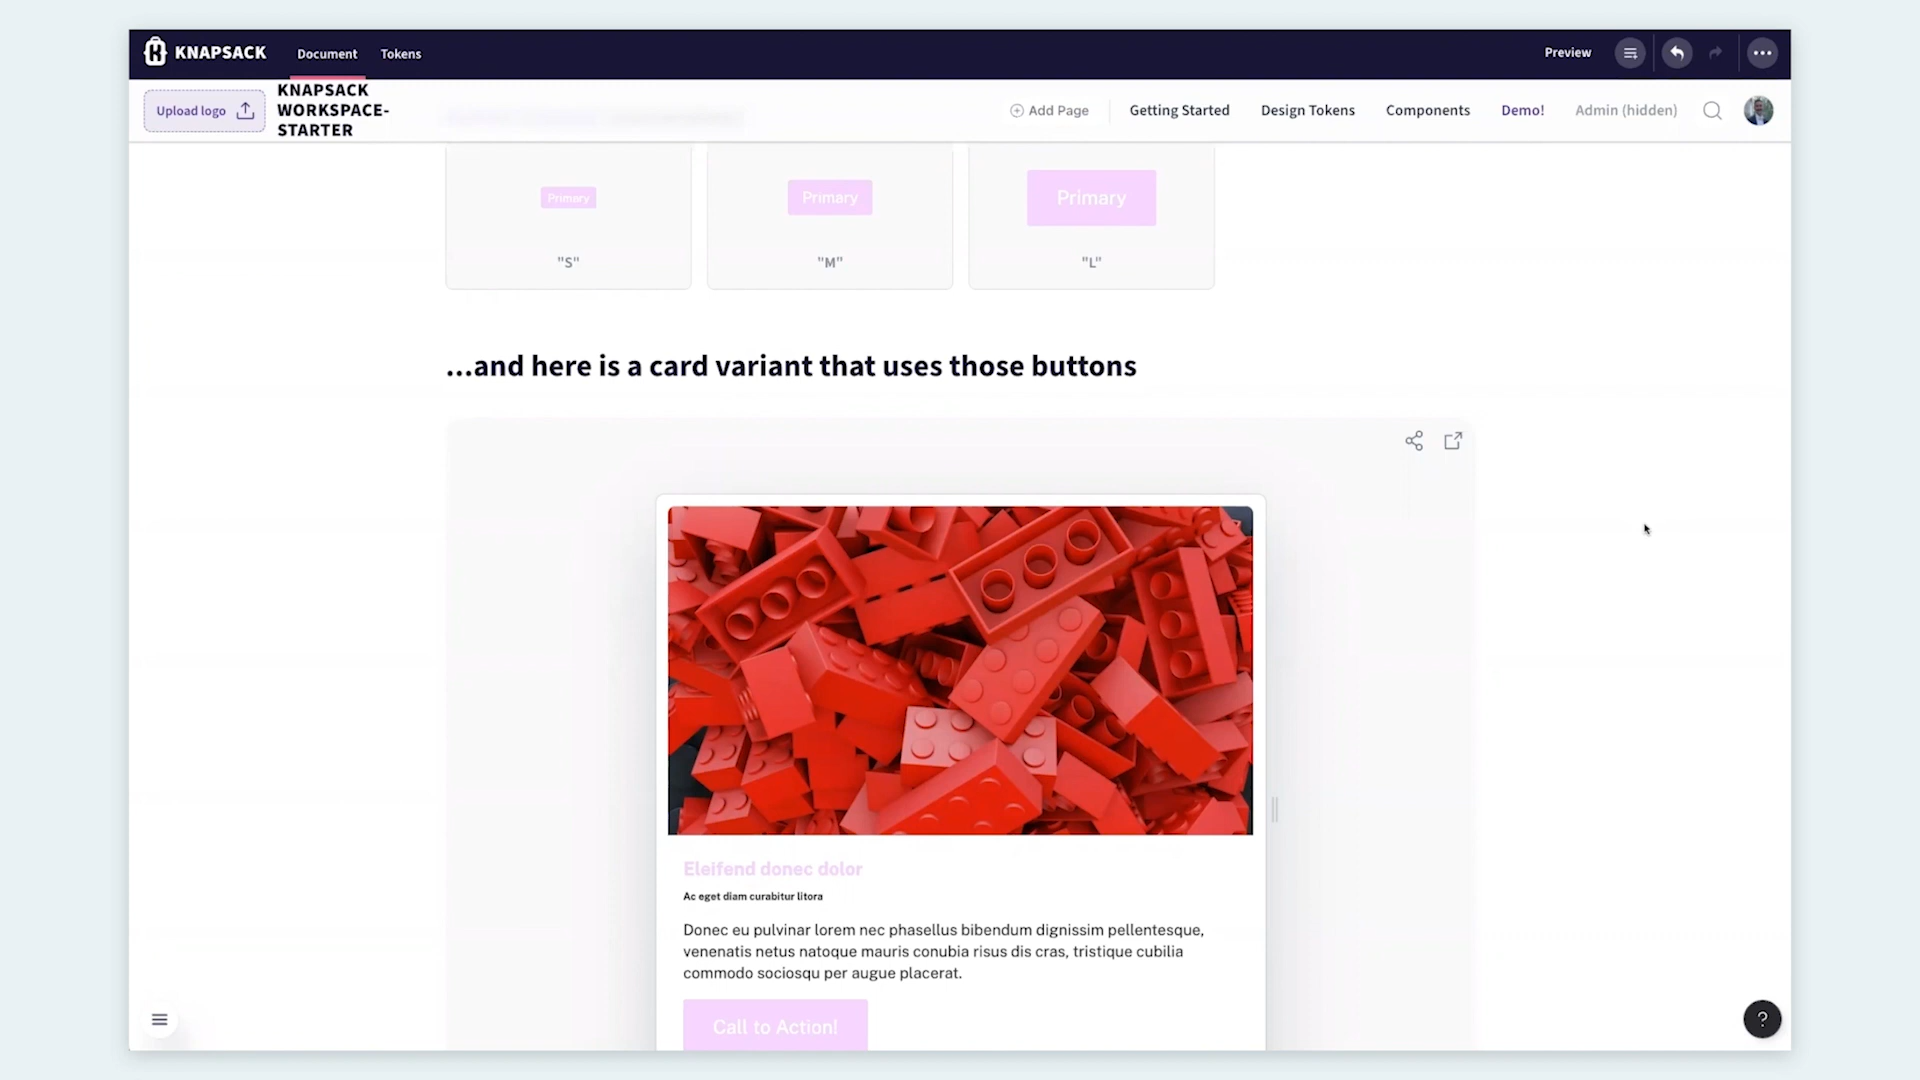 KNAPSACK
Document
Tokens
Preview
Upload logo
KNAPSACK
WORKSPACE-
STARTER
Add Page
Getting Started
Design Tokens
Components
Demo!
Admin (hidden)
Primary
Primary
Primary
"S"
"M"
"L"
...and here is a card variant that uses those buttons
Eleifend donec dolor
Ac eget diam curabitur litora
Donec eu pulvinar lorem nec phasellus bibendum dignissim pellentesque,
venenatis netus natoque mauris conubia risus dis cras, tristique cubilia
commodo sociosqu per augue placerat.
Call to Action!
?